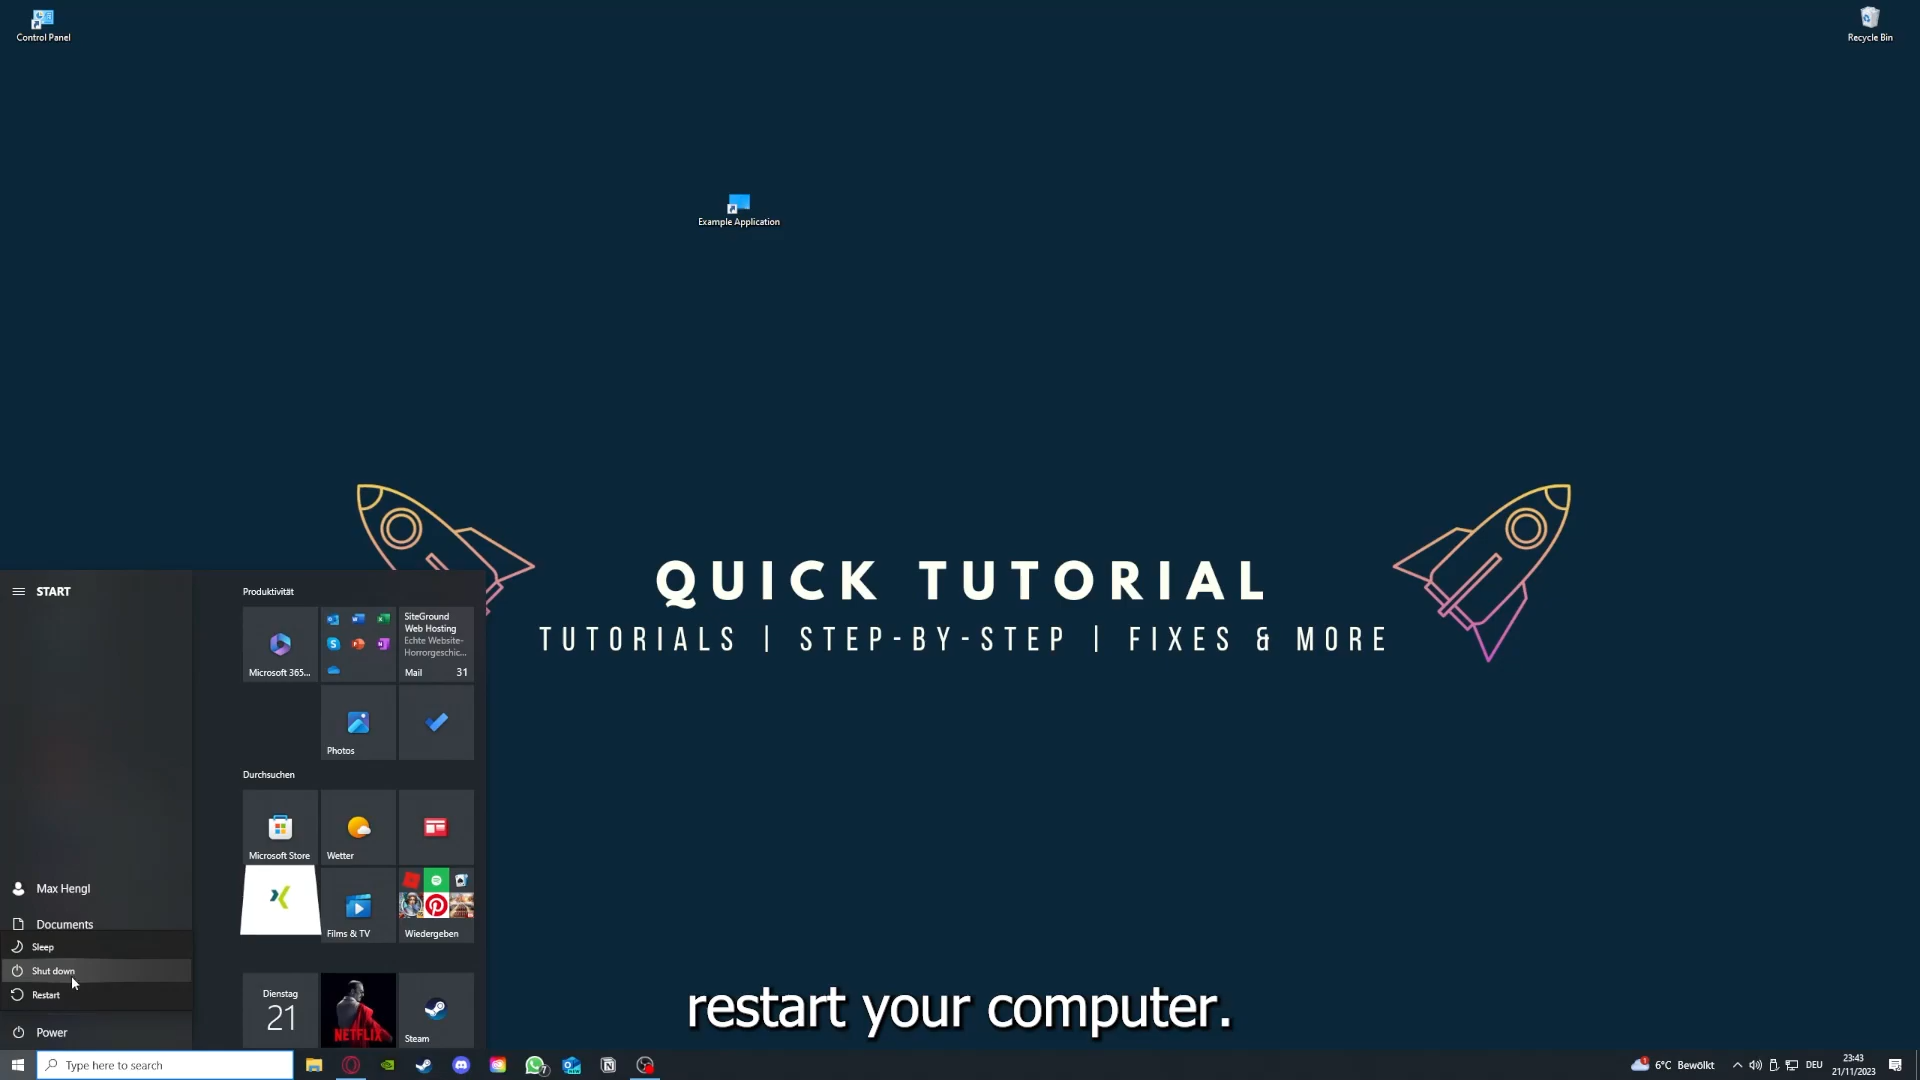 Control Panel
Recycle Bin
Example Application
QUICK TUTORIAL
TUTORIALS | STEP-BY-STEP | FIXES & MORE
START
Produktivität
Microsoft 365...
SiteGround
Web Hosting
Echte Website-
Horrorgeschic...
Mail 31
Photos
Durchsuchen
Microsoft Store
Wetter
Films & TV
Wiedergeben
Max Hengl
Documents
Sleep
Shut down
Restart
Power
Dienstag
21
NETFLIX
Steam
restart your computer.
Type here to search
7
1
6°C Bewölkt
DEU
23:43
21/11/2023